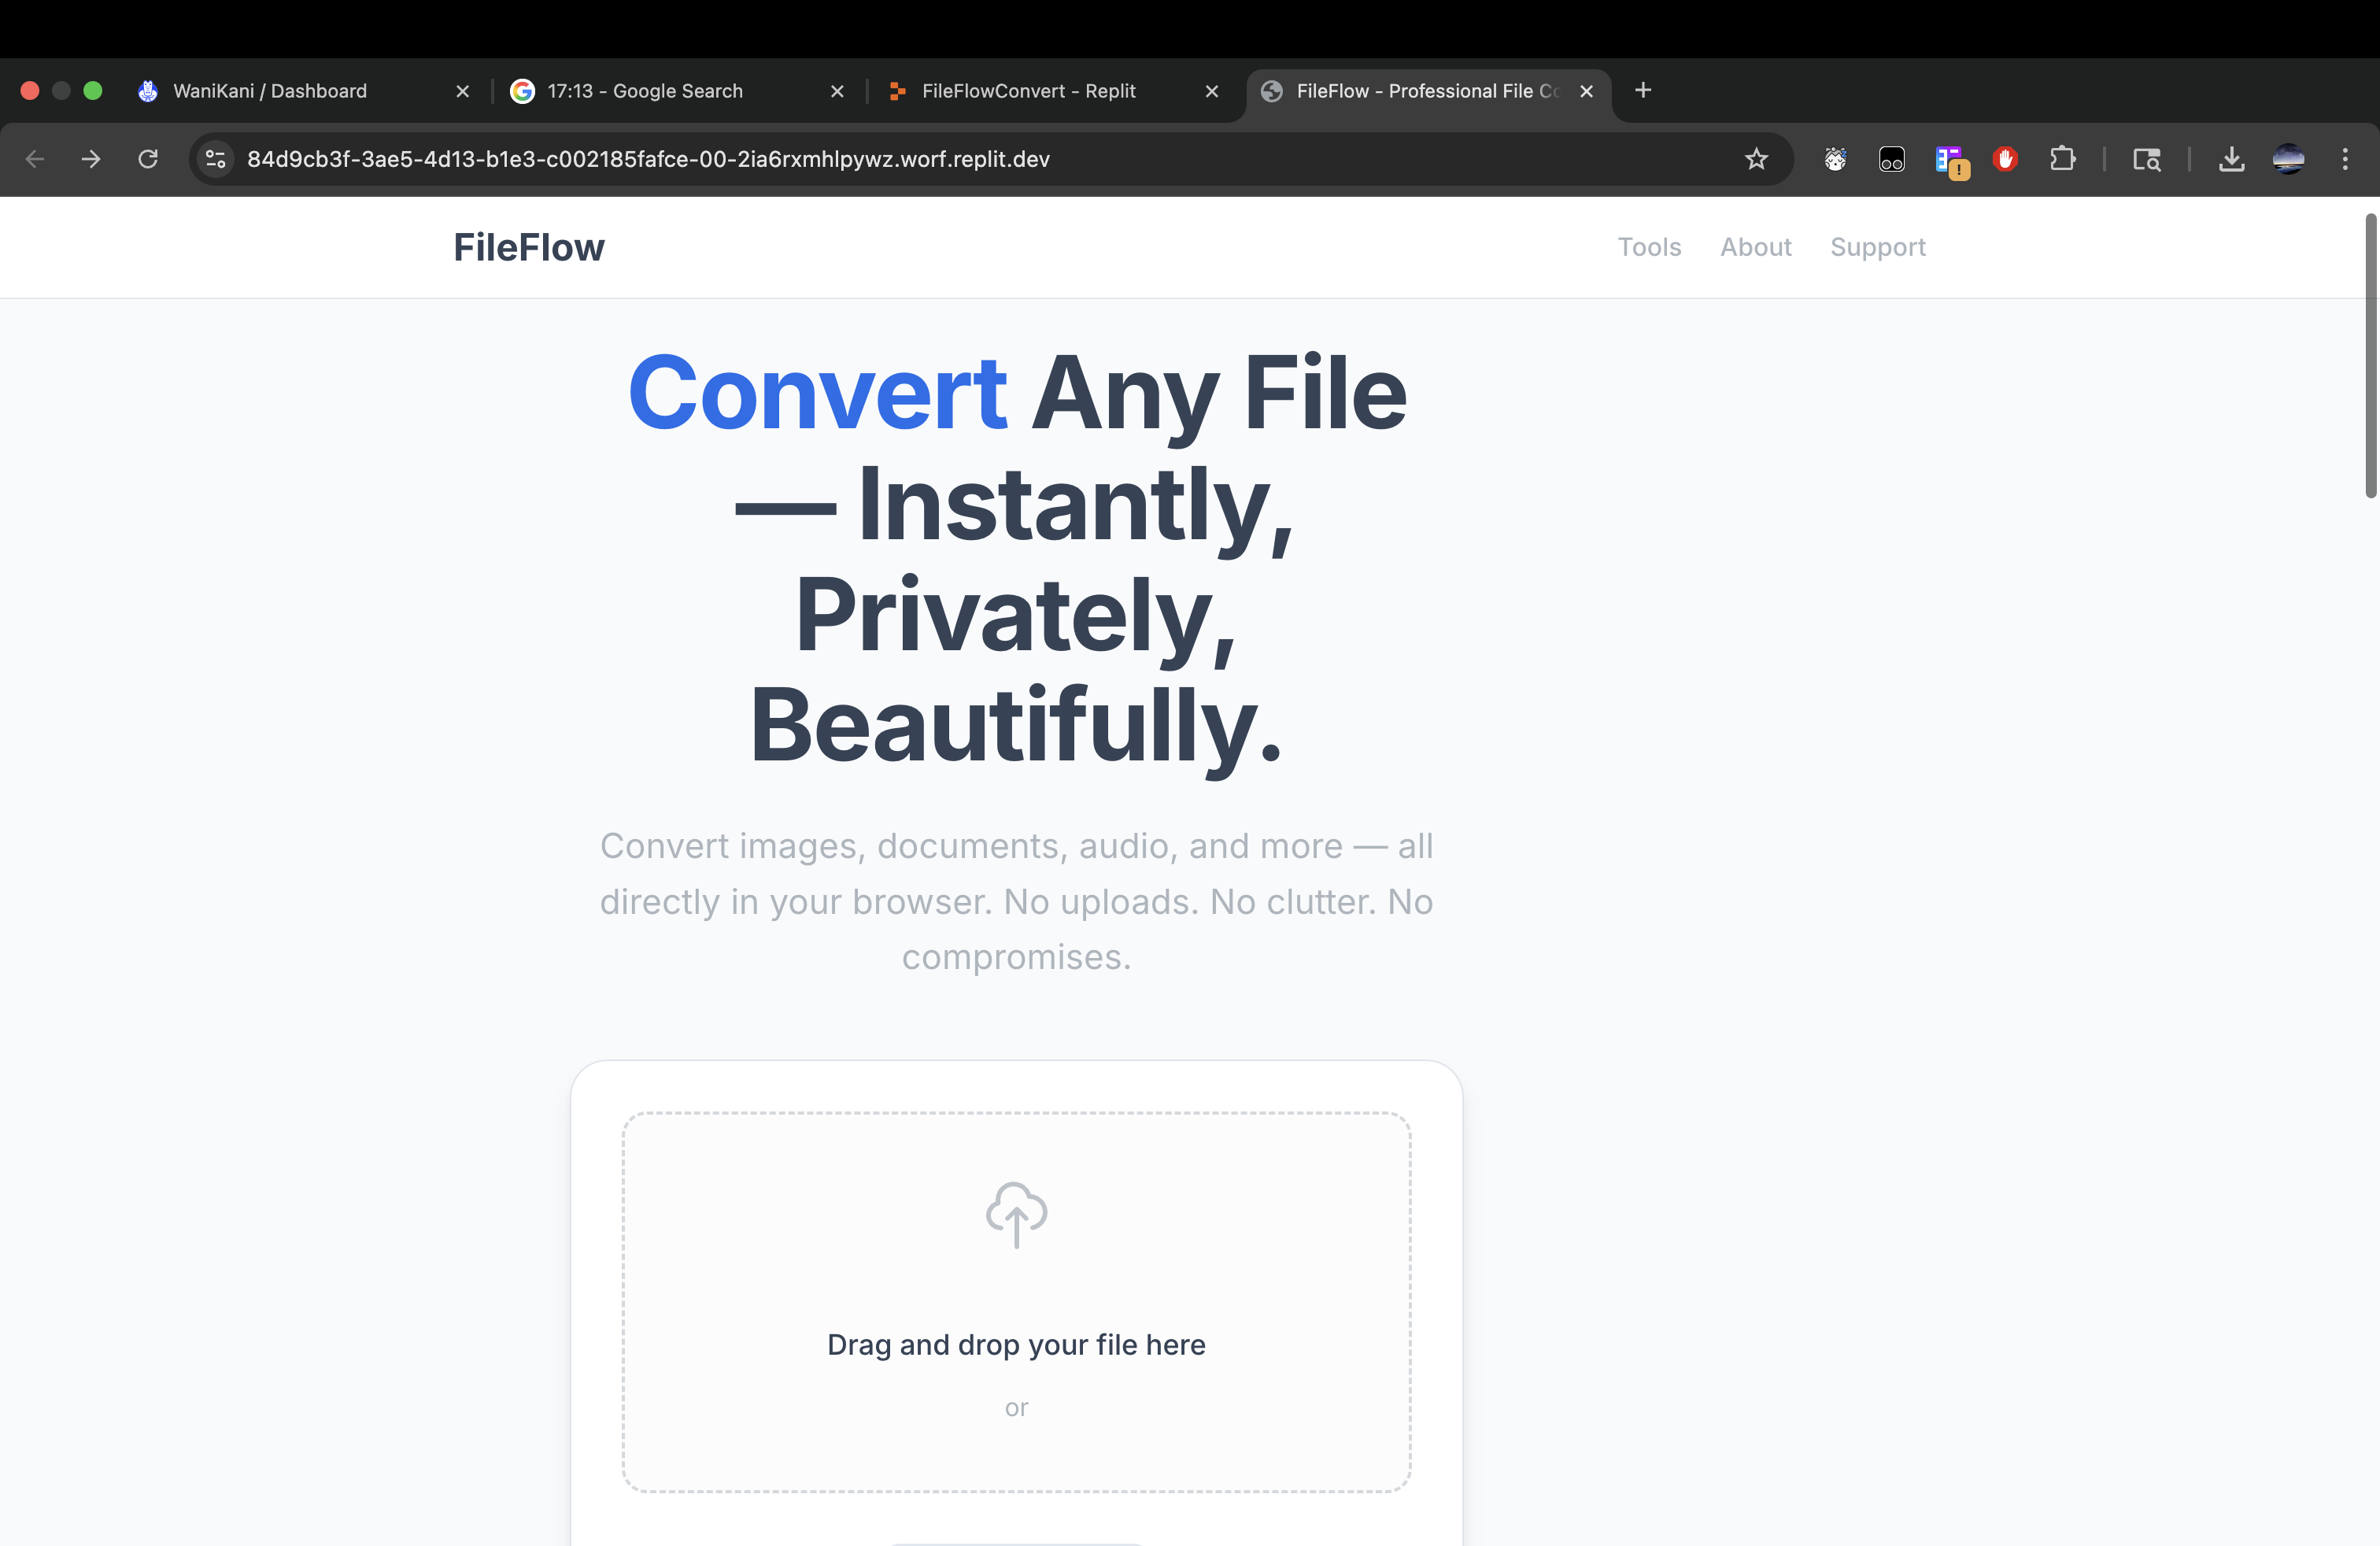 WaniKani / Dashboard
17:13 - Google Search
FileFlowConvert - Replit
FileFlow - Professional File Co
84d9cb3f-3ae5-4d13-b1e3-c002185fafce-00-2ia6rxmhlpywz.worf.replit.dev
FileFlow
Tools About Support
Convert Any File
— Instantly,
Privately,
Beautifully.
Convert images, documents, audio, and more — all
directly in your browser. No uploads. No clutter. No
compromises.
Drag and drop your file here
or